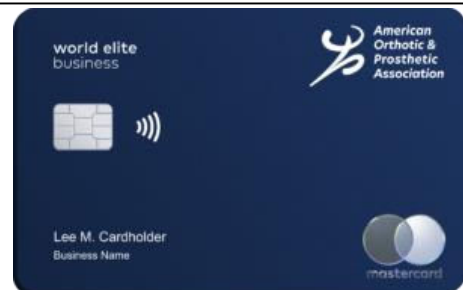 world elite
business
American
Orthotic &
Prosthetic
Association
Lee M. Cardholder
Business Name
mastercard